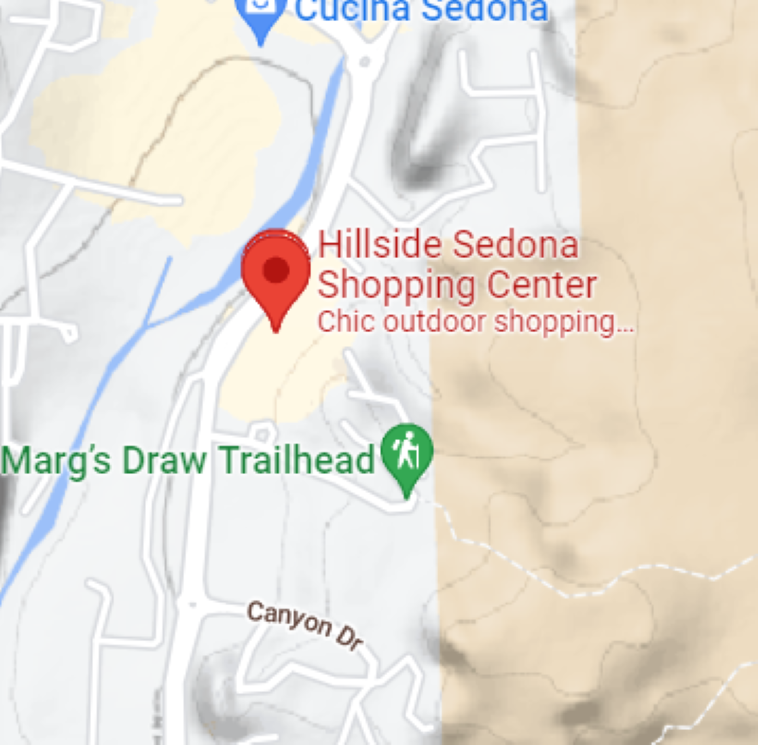 Cucina Sedona
Hillside Sedona
Shopping Center
Chic outdoor shopping...
Marg's Draw Trailhead
Canyon Dr